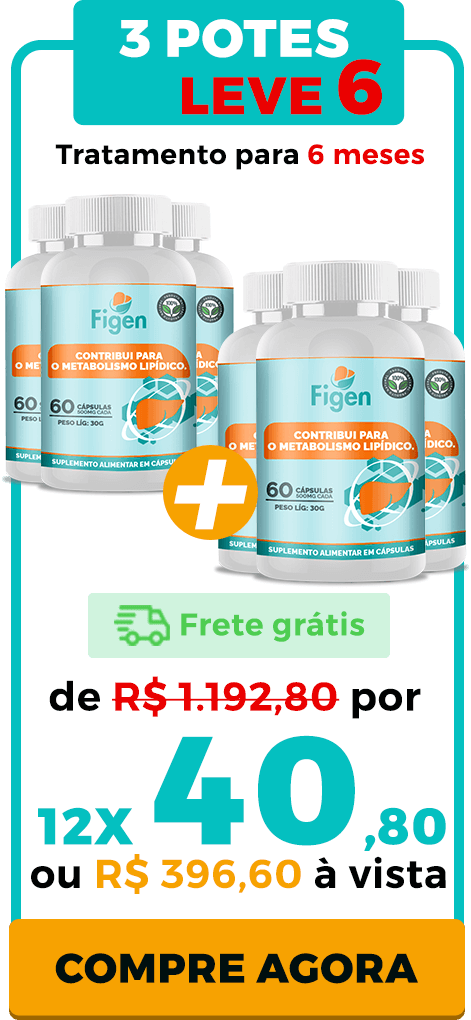 3 POTES
LEVE 6
Tratamento para 6 meses
Figen
CONTRIBUI PARA
O METABOLISMO LIPÍDICO.
60 CÁPSULAS
500MG CADA
PESO LÍQ: 30G
SUPLEMENTO ALIMENTAR EM CÁPSULAS
100%
Figen
CONTRIBUI PARA
O METABOLISMO LIPÍDICO.
60 CÁPSULAS
500MG CADA
PESO LÍQ: 30G
SUPLEMENTO ALIMENTAR EM CÁPSULAS
+
Frete grátis
de R$ 1.192,80 por
12X 40,80
ou R$ 396,60 à vista
COMPRE AGORA